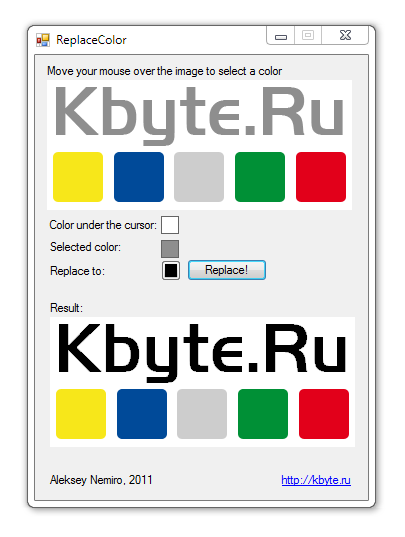 ReplaceColor
Move your mouse over the image to select a color
Kbyte.Ru
Color under the cursor:
Selected color:
Replace to:
Replace!
Result:
Kbyte.Ru
Aleksey Nemiro, 2011
http://kbyte.ru